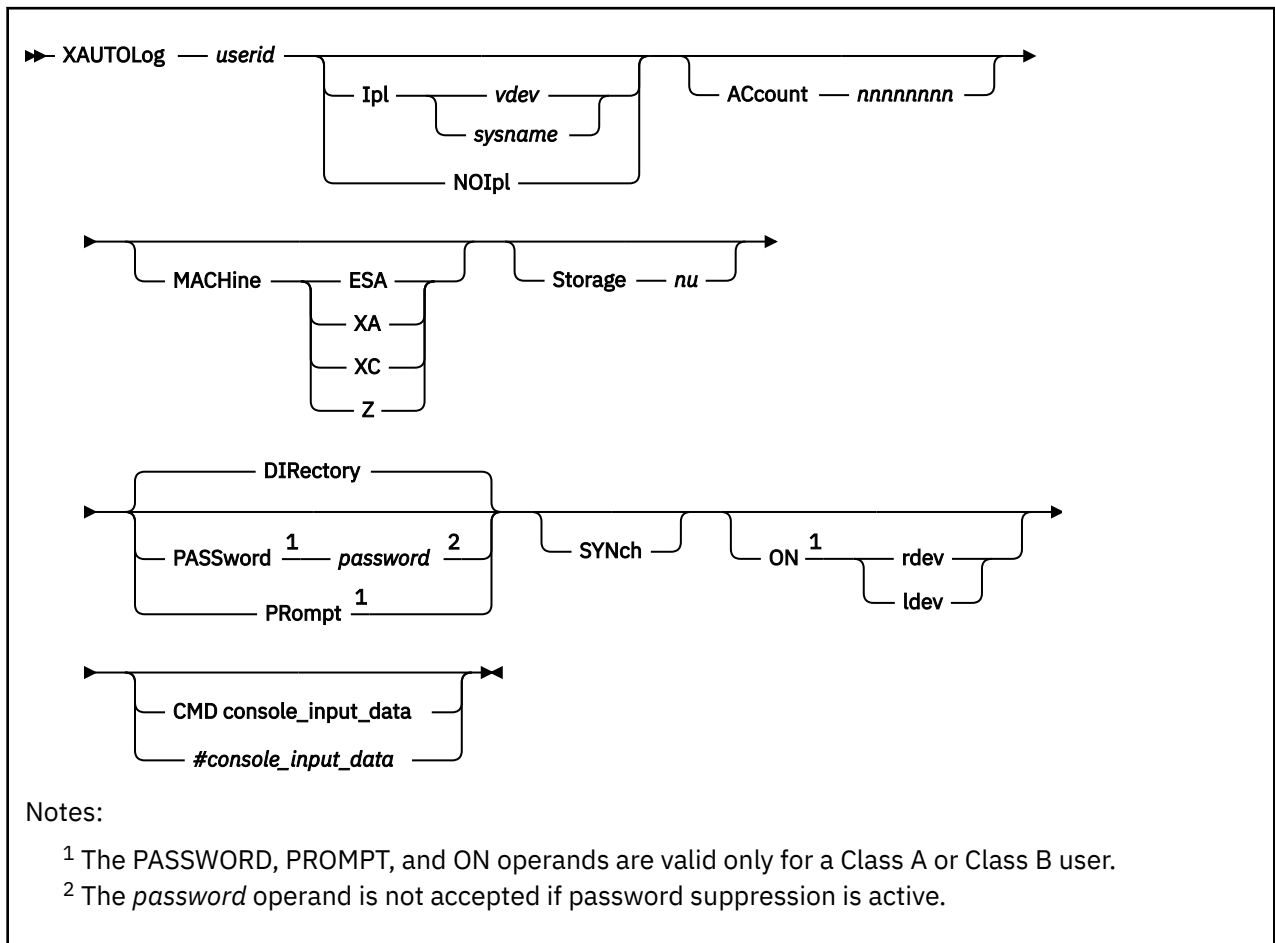 XAUTOLog userid Ipl vdev ACcount nnnnnnnn
sysname
NOIpl
MACHine ESA Storage nu
XA
XC
Z
DIRectory
PASSword 1 password 2 SYNch ON 1 rdev
PRompt 1 ldev
CMD console_input_data
#console_input_data
Notes:
1 The PASSWORD, PROMPT, and ON operands are valid only for a Class A or Class B user.
2 The password operand is not accepted if password suppression is active.